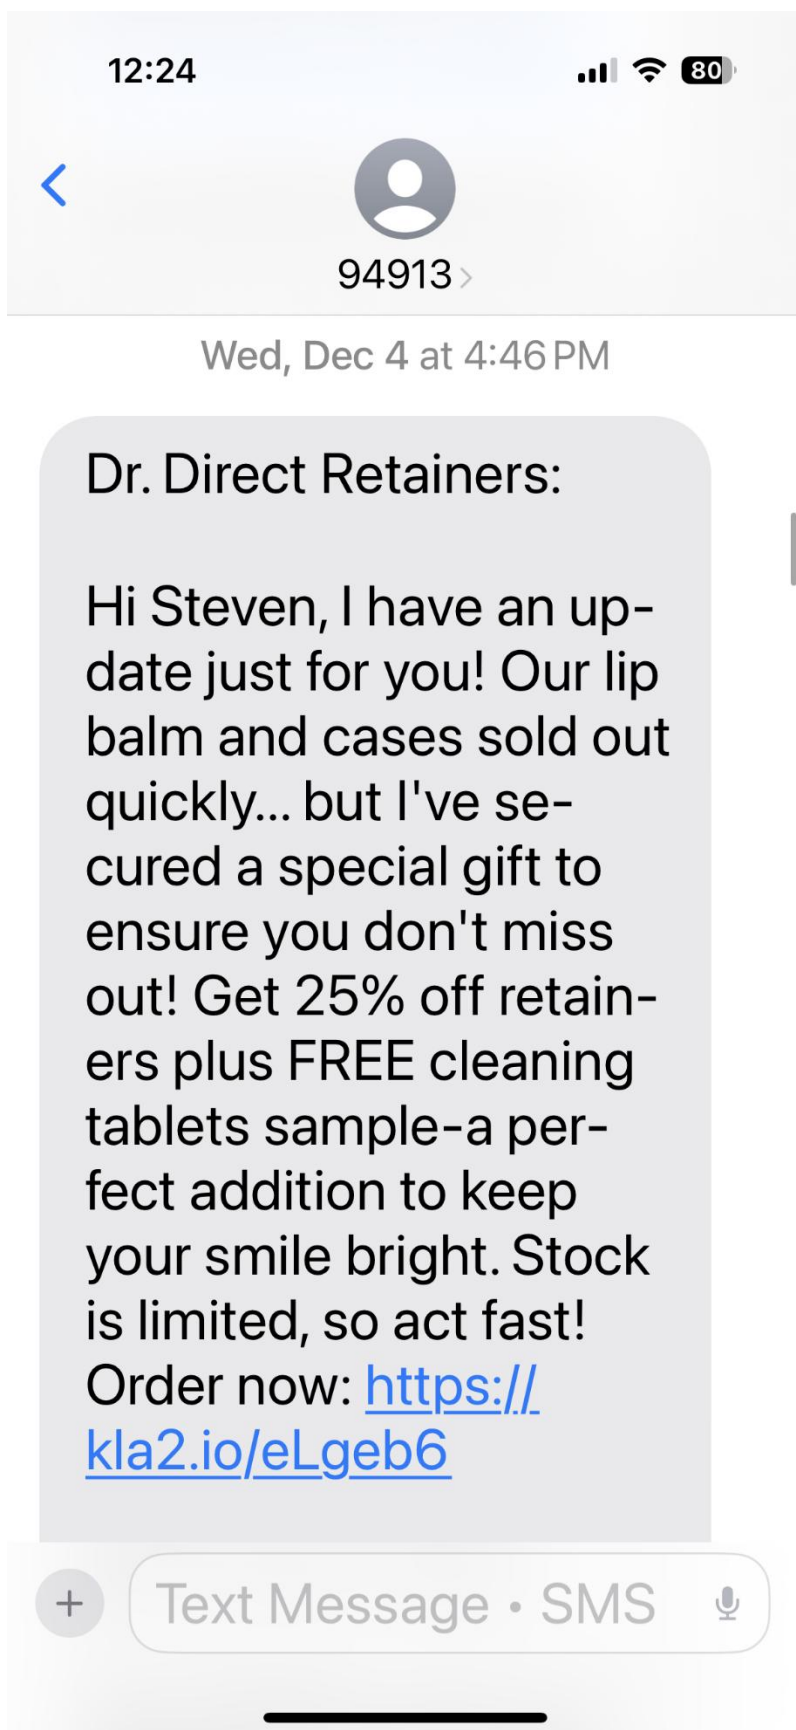 12:24
80
94913
Wed, Dec 4 at 4:46 PM
Dr. Direct Retainers:
Hi Steven, I have an up-
date just for you! Our lip
balm and cases sold out
quickly... but I've se-
cured a special gift to
ensure you don't miss
out! Get 25% off retain-
ers plus FREE cleaning
tablets sample-a per-
fect addition to keep
your smile bright. Stock
is limited, so act fast!
Order now: https://
kla2.io/eLgeb6
Text Message • SMS